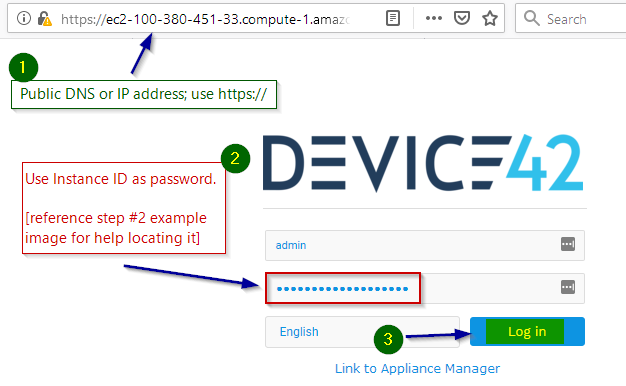 https://ec2-100-380-451-33.compute-1.amazo
Search
1
Public DNS or IP address; use https://
2
Use Instance ID as password.
[reference step #2 example
image for help locating it]
DEVICE42
admin
English
3
Log in
Link to Appliance Manager